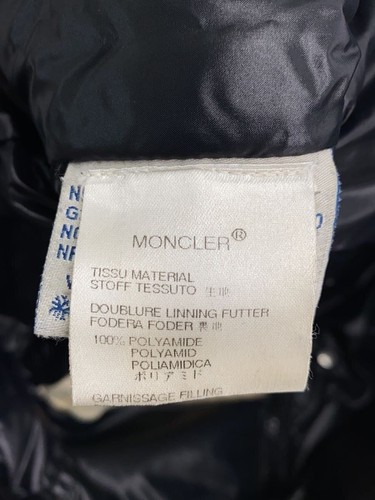 MONCLER®
TISSU MATERIAL
STOFF TESSUTO 生地
DOUBLURE LINNING FUTTER
FODERA FODER 裏地
100% POLYAMIDE
POLYAMID
POLIAMIDICA
ポリアミド
GARNISSAGE FILLING